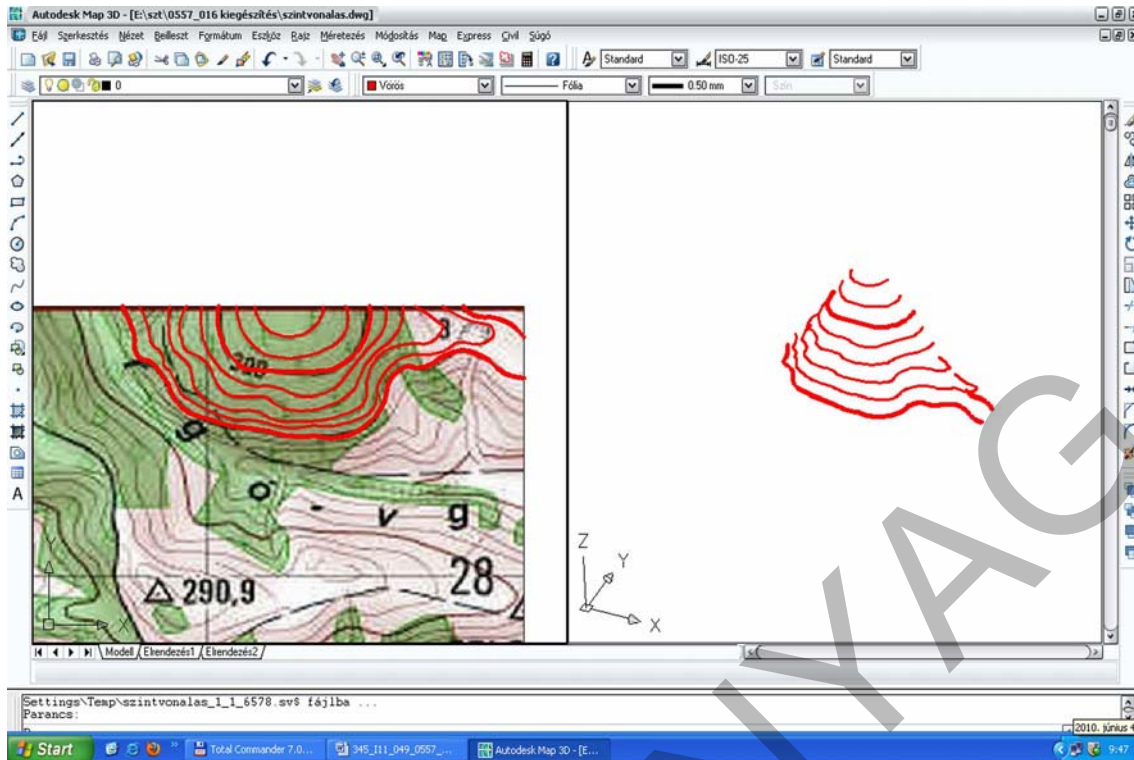 Autodesk Map 3D - [E:\szt\0557_016 kiegészítés\szintvonalas.dwg]
Fájl Szerkesztés Nézet Beilleszt Formátum Eszköz Rajz Méretezés Módosítás Map Express Civil Súgó
Standard ISO-25 Standard
0 Vörös Fólia 0.50 mm Szín
3
300
g
o - v g
28
290,9
Y
X
Z
Y
X
Modell Elrendezés1 Elrendezés2
Settings\Temp\szintvonalas_1_1_6578.sv$ fájlba ...
Parancs:
2010. június 4
Start Total Commander 7.0... 345_I11_049_0557_... Autodesk Map 3D - [E... 9:47
A
NYAG